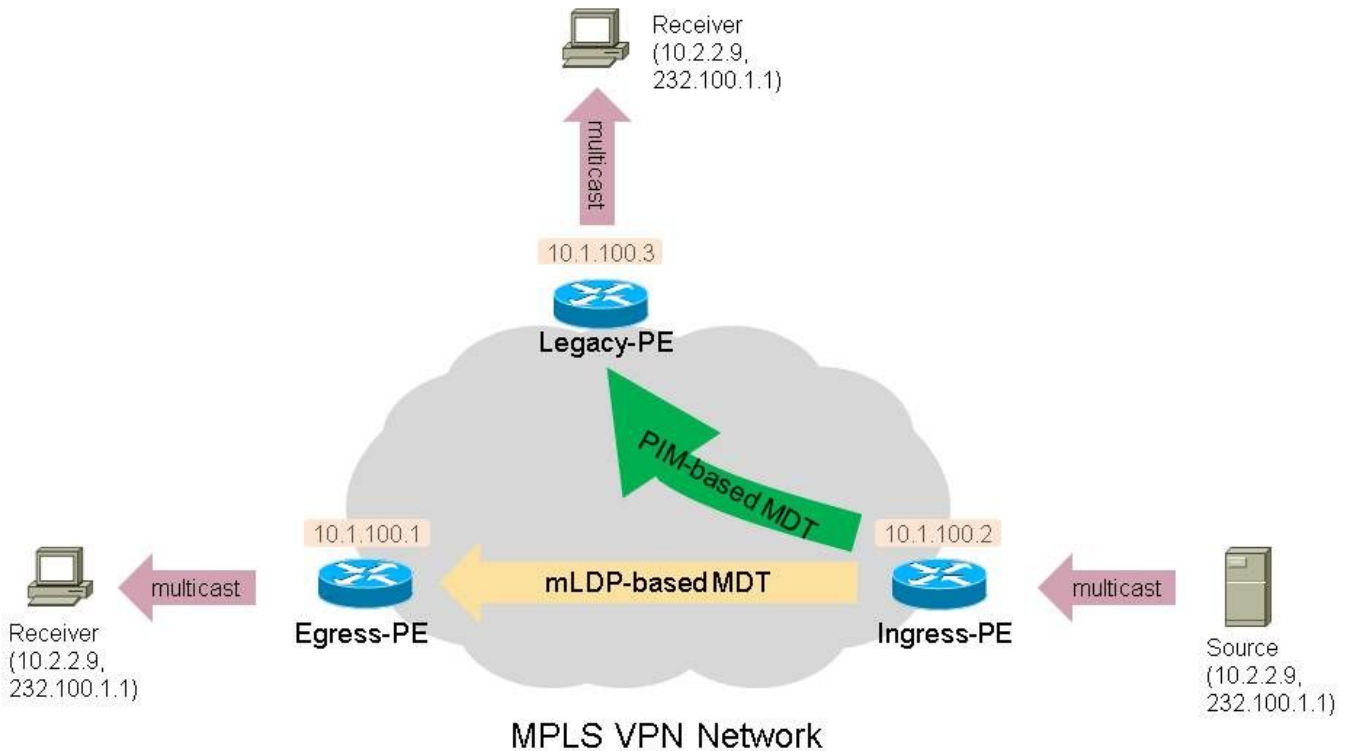 Receiver
(10.2.2.9,
232.100.1.1)
multicast
10.1.100.3
Legacy-PE
PIM-based MDT
10.1.100.1
10.1.100.2
multicast
mLDP-based MDT
multicast
Egress-PE
Ingress-PE
Receiver
(10.2.2.9,
232.100.1.1)
Source
(10.2.2.9,
232.100.1.1)
MPLS VPN Network